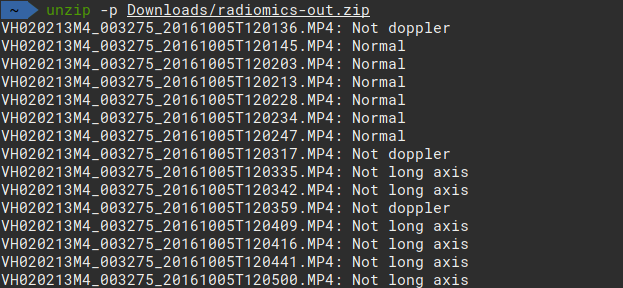 ~ unzip -p Downloads/radiomics-out.zip
VH020213M4_003275_20161005T120136.MP4: Not doppler
VH020213M4_003275_20161005T120145.MP4: Normal
VH020213M4_003275_20161005T120203.MP4: Normal
VH020213M4_003275_20161005T120213.MP4: Normal
VH020213M4_003275_20161005T120228.MP4: Normal
VH020213M4_003275_20161005T120234.MP4: Normal
VH020213M4_003275_20161005T120247.MP4: Normal
VH020213M4_003275_20161005T120317.MP4: Not doppler
VH020213M4_003275_20161005T120335.MP4: Not long axis
VH020213M4_003275_20161005T120342.MP4: Not long axis
VH020213M4_003275_20161005T120359.MP4: Not doppler
VH020213M4_003275_20161005T120409.MP4: Not long axis
VH020213M4_003275_20161005T120416.MP4: Not long axis
VH020213M4_003275_20161005T120441.MP4: Not long axis
VH020213M4_003275_20161005T120500.MP4: Not long axis